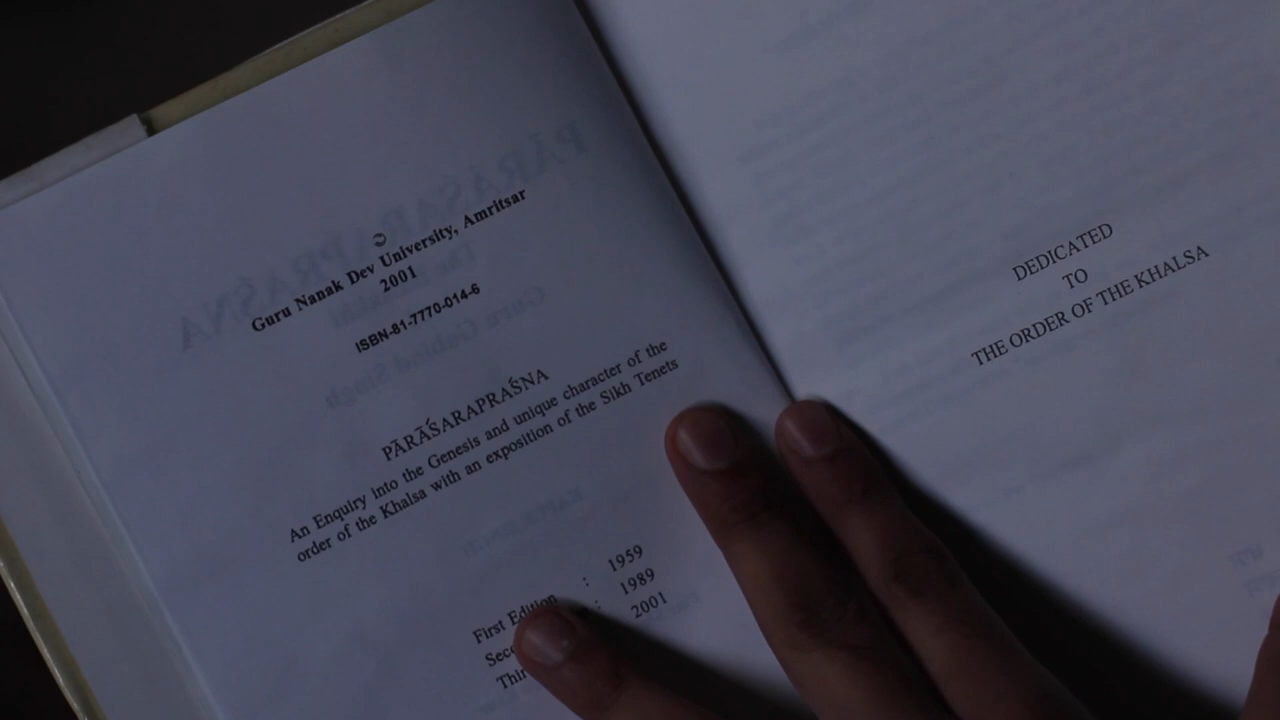 © Guru Nanak Dev University, Amritsar
2001
ISBN-81-7770-014-6
PĀRĀŚARAPRAŚNA
An Enquiry into the Genesis and unique character of the
order of the Khalsa with an exposition of the Sikh Tenets
First Edition : 1959
: 1989
2001
DEDICATED
TO
THE ORDER OF THE KHALSA